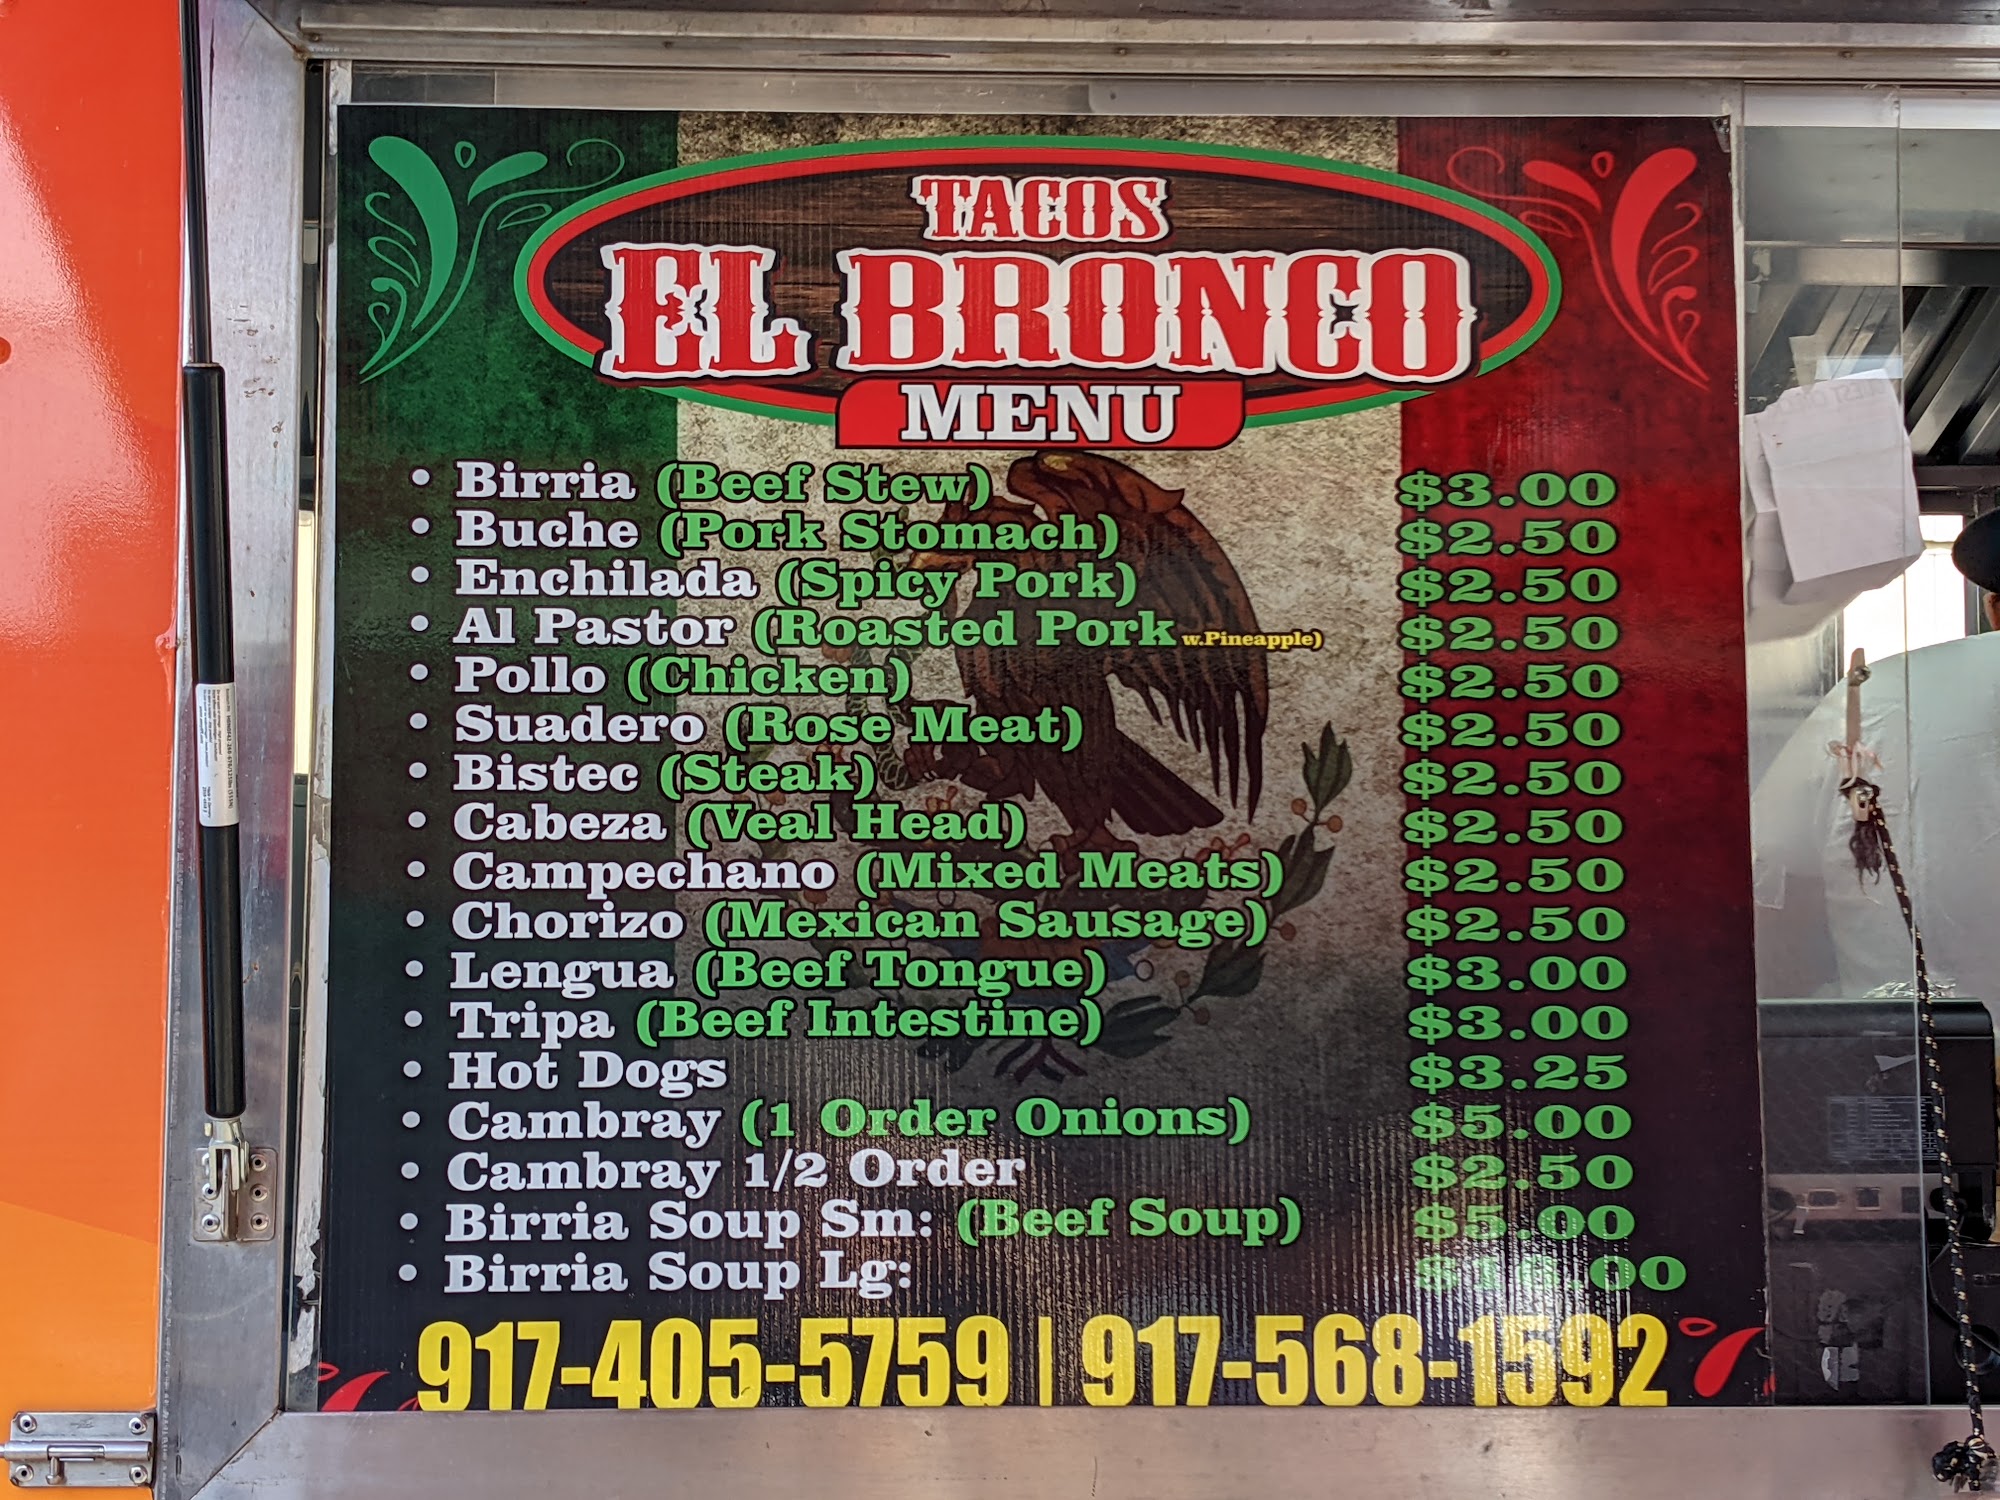 TACOS
EL BRONCO
MENU
• Birria (Beef Stew) $3.00
• Buche (Pork Stomach) $2.50
• Enchilada (Spicy Pork) $2.50
• Al Pastor (Roasted Pork w.Pineapple) $2.50
• Pollo (Chicken) $2.50
• Suadero (Rose Meat) $2.50
• Bistec (Steak) $2.50
• Cabeza (Veal Head) $2.50
• Campechano (Mixed Meats) $2.50
• Chorizo (Mexican Sausage) $2.50
• Lengua (Beef Tongue) $3.00
• Tripa (Beef Intestine) $3.00
• Hot Dogs $3.25
• Cambray (1 Order Onions) $5.00
• Cambray 1/2 Order $2.50
• Birria Soup Sm: (Beef Soup) $5.00
• Birria Soup Lg:
917-405-5759 | 917-568-1592